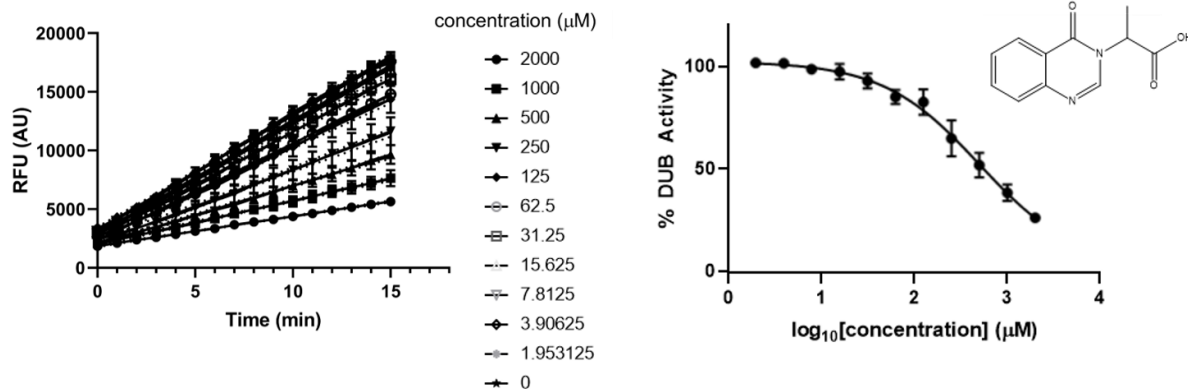 concentration (μM)
2000
1000
500
250
125
62.5
31.25
15.625
7.8125
3.90625
1.953125
0
20000
15000
10000
5000
0
RFU (AU)
0 5 10 15
Time (min)
100
50
0
% DUB Activity
0 1 2 3 4
log10[concentration] (μM)
O
N
N
O
OH